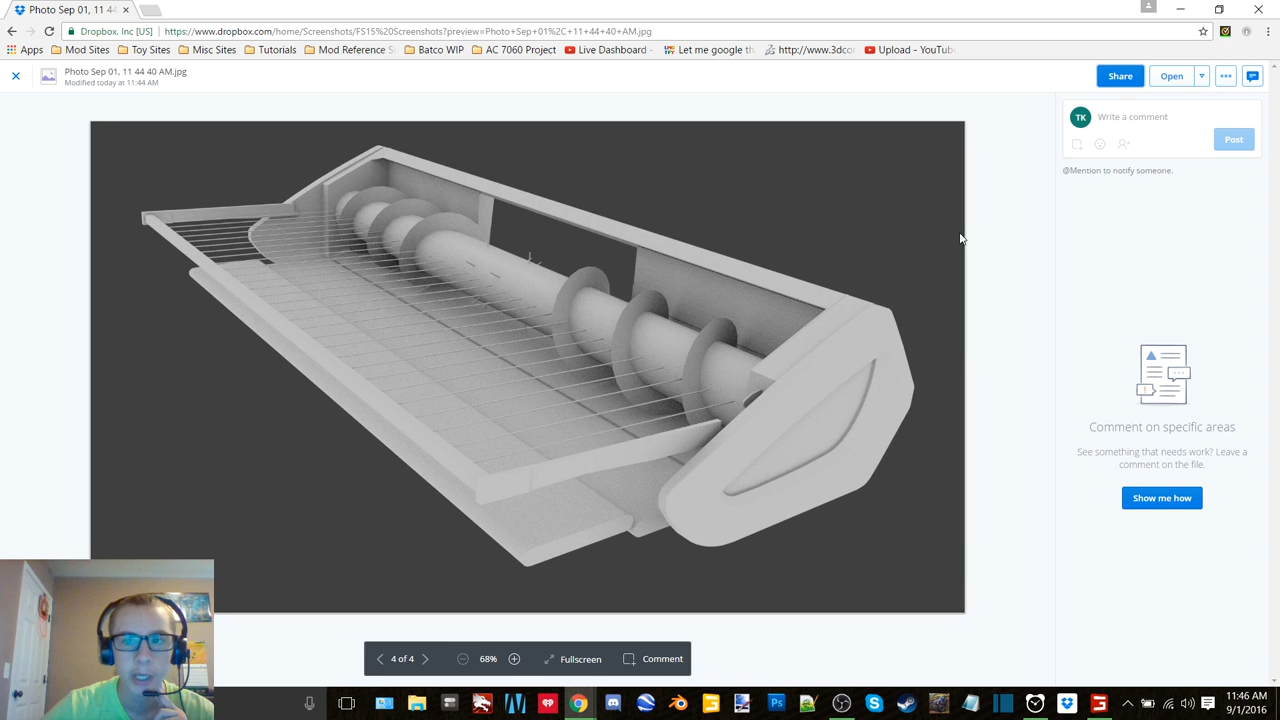 Photo Sep 01, 11 44
Dropbox, Inc [US]
https://www.dropbox.com/home/Screenshots/FS15%20Screenshots?preview=Photo+Sep+01%2C+11+44+40+AM.jpg
Apps
Mod Sites
Toy Sites
Misc Sites
Tutorials
Mod Reference
Batco WIP
AC 7060 Project
Live Dashboard -
Let me google th
http://www.3dcor
Upload - YouTube
Photo Sep 01, 11 44 40 AM.jpg
Modified today at 11:44 AM
Share
Open
TK
Write a comment
Post
@Mention to notify someone.
Comment on specific areas
See something that needs work? Leave a
comment on the file.
Show me how
4 of 4
68%
Fullscreen
Comment
11:46 AM
9/1/2016